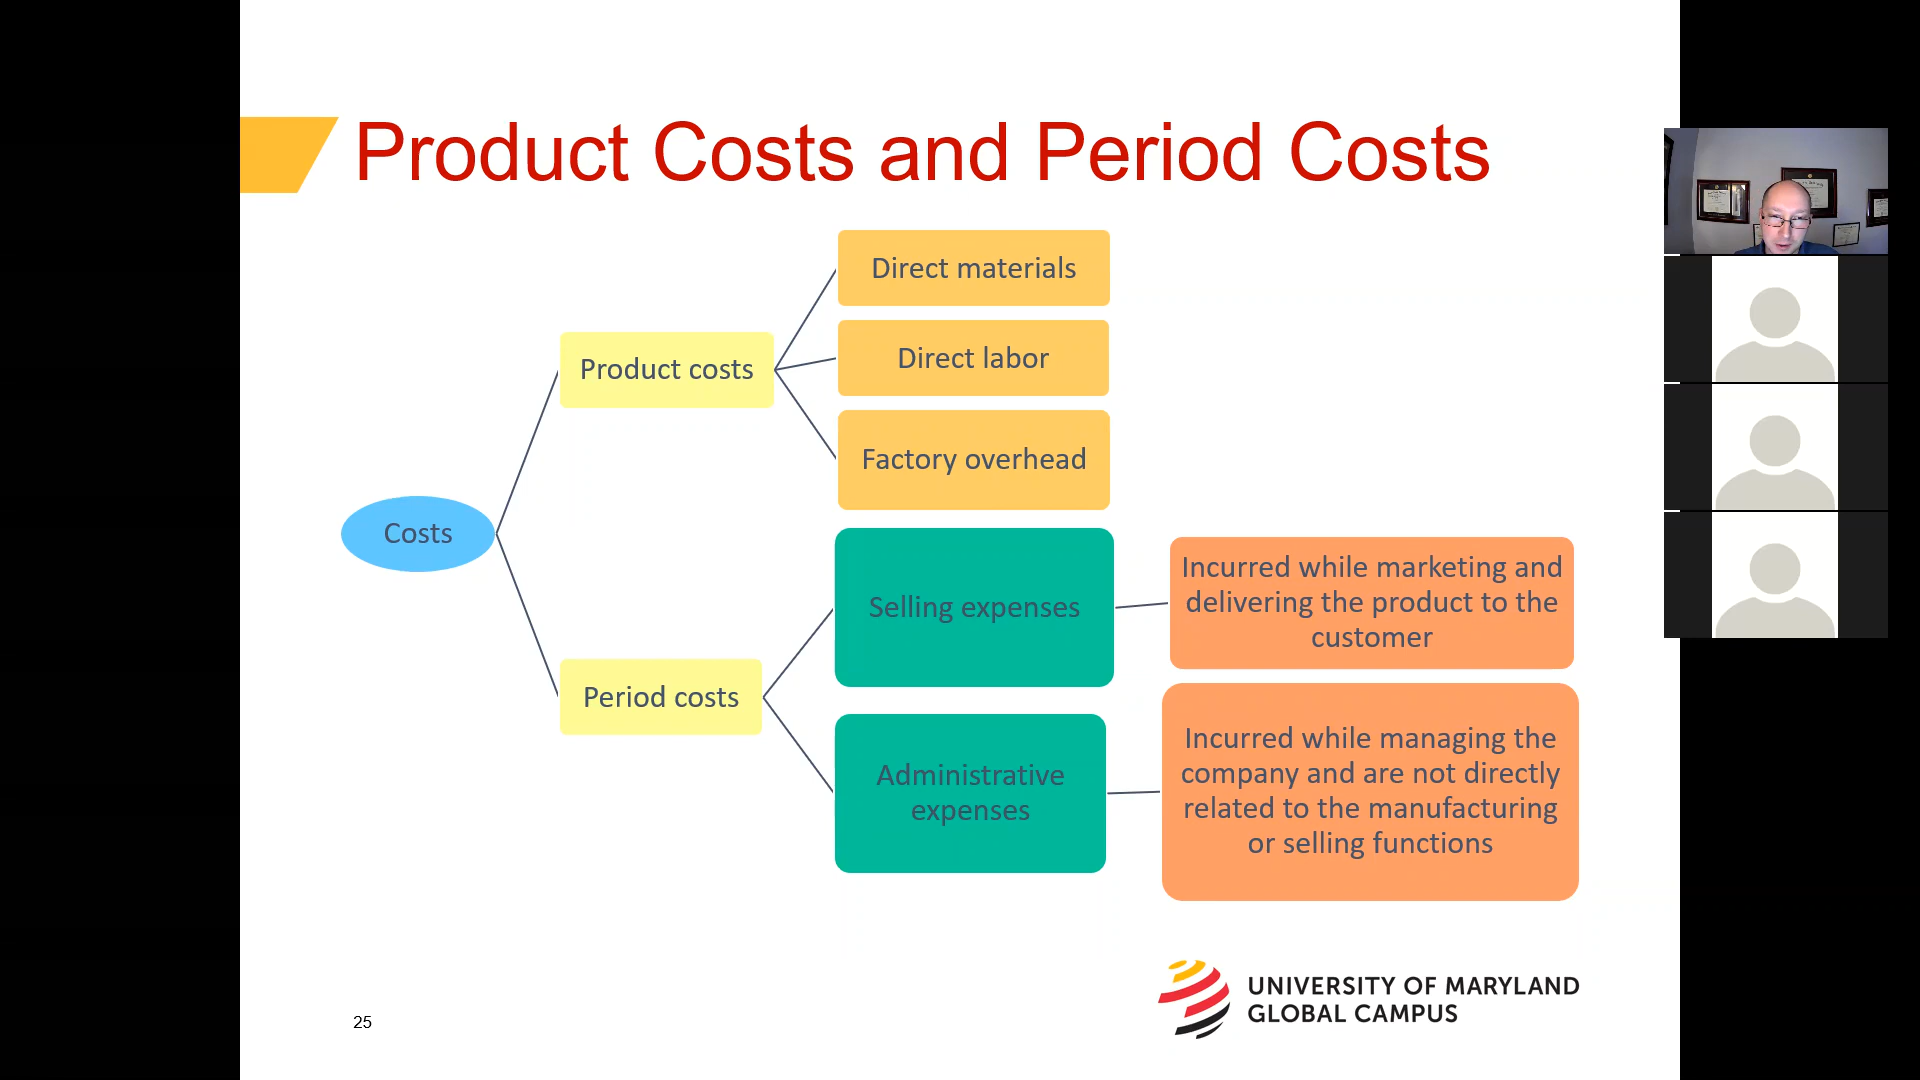 Product Costs and Period Costs
Direct materials
Direct labor
Product costs
Factory overhead
Costs
Selling expenses
Incurred while marketing and
delivering the product to the
customer
Period costs
Administrative
expenses
Incurred while managing the
company and are not directly
related to the manufacturing
or selling functions
UNIVERSITY OF MARYLAND
GLOBAL CAMPUS
25